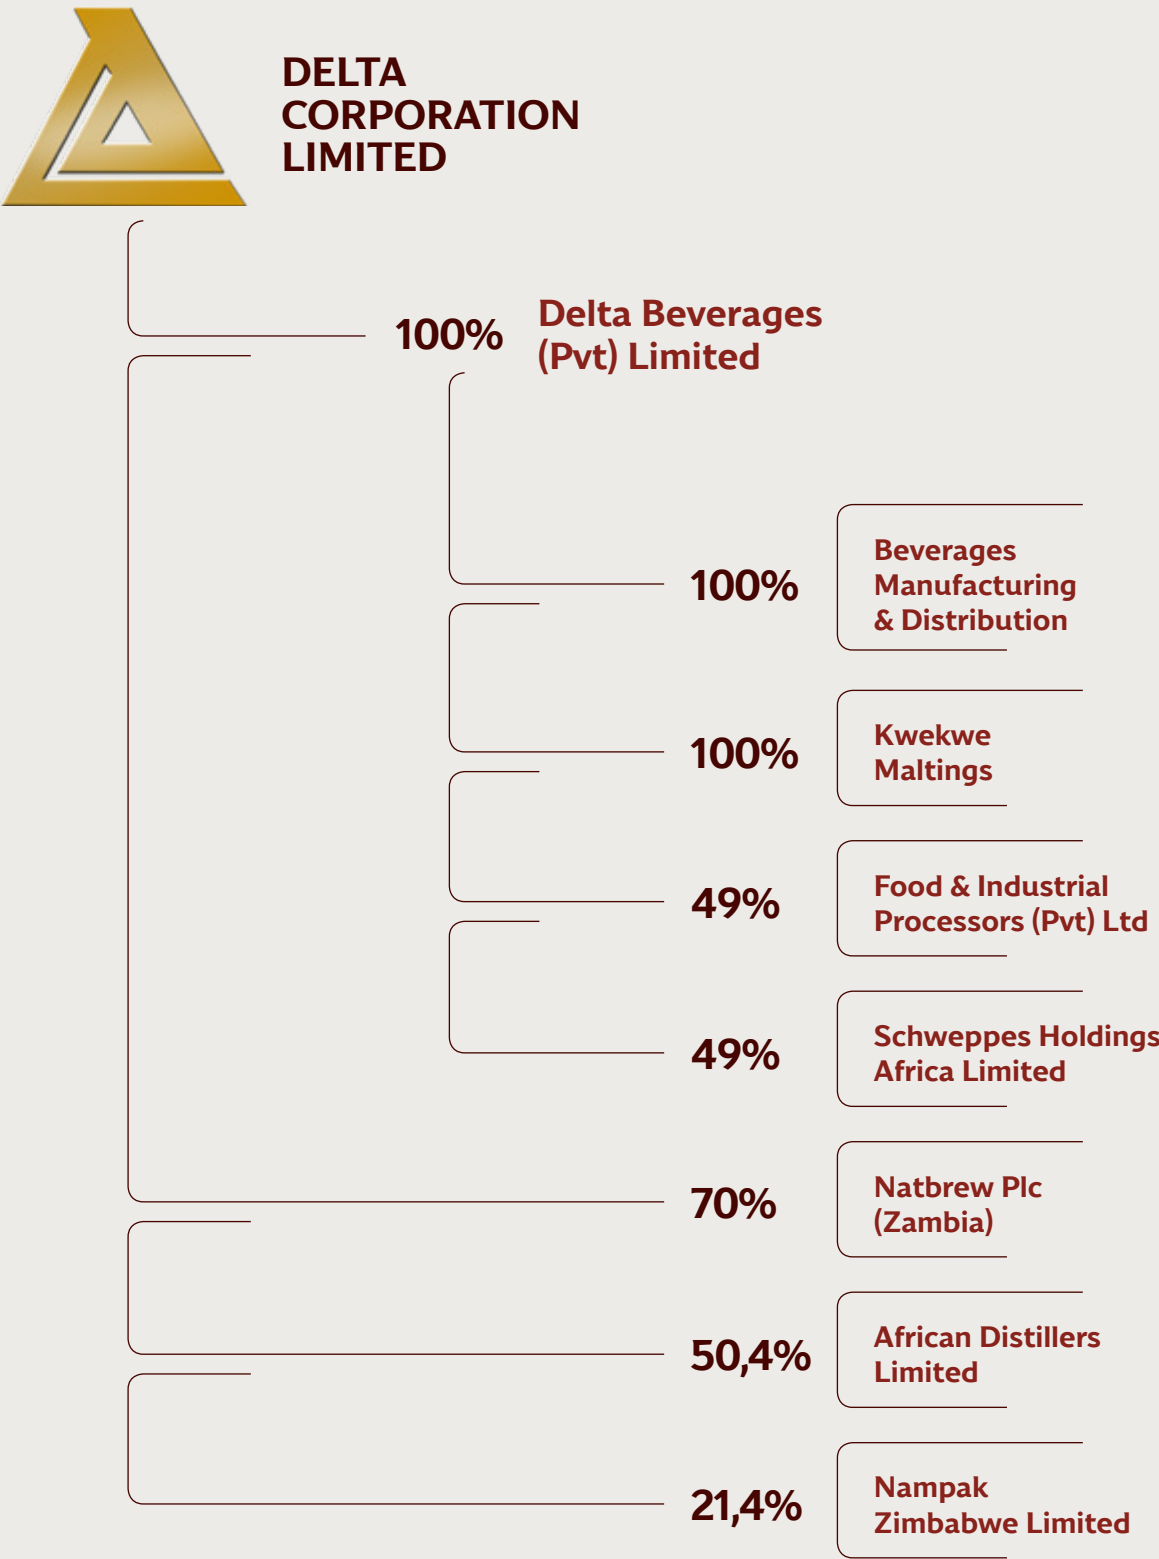 DELTA
CORPORATION
LIMITED
100%
Delta Beverages
(Pvt) Limited
100%
Beverages
Manufacturing
& Distribution
100%
Kwekwe
Maltings
49%
Food & Industrial
Processors (Pvt) Ltd
49%
Schweppes Holdings
Africa Limited
70%
Natbrew Plc
(Zambia)
50,4%
African Distillers
Limited
21,4%
Nampak
Zimbabwe Limited